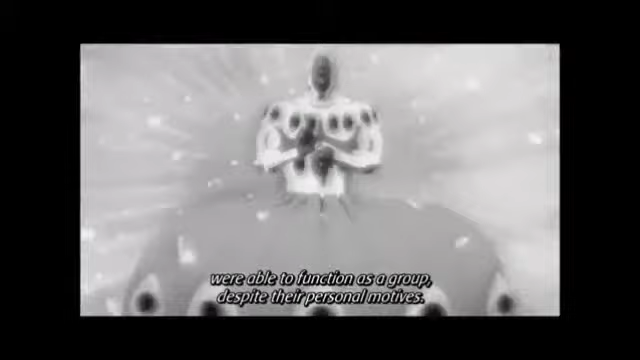 were able to function as a group,
despite their personal motives.